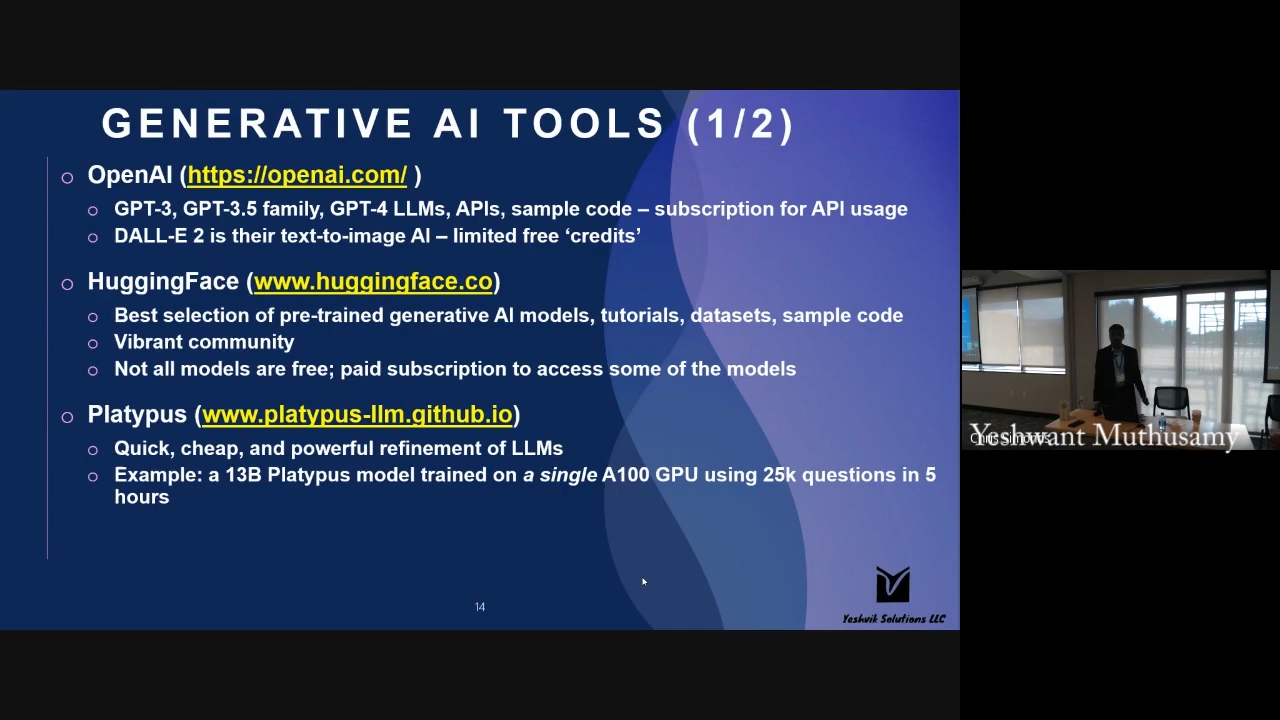 GENERATIVE AI TOOLS (1/2)
o OpenAI (https://openai.com/ )
o GPT-3, GPT-3.5 family, GPT-4 LLMs, APIs, sample code – subscription for API usage
o DALL-E 2 is their text-to-image AI – limited free ‘credits’
o HuggingFace (www.huggingface.co)
o Best selection of pre-trained generative AI models, tutorials, datasets, sample code
o Vibrant community
o Not all models are free; paid subscription to access some of the models
o Platypus (www.platypus-llm.github.io)
o Quick, cheap, and powerful refinement of LLMs
o Example: a 13B Platypus model trained on a single A100 GPU using 25k questions in 5
hours
14
Yeshvik Solutions LLC
Yeshwant Muthusamy